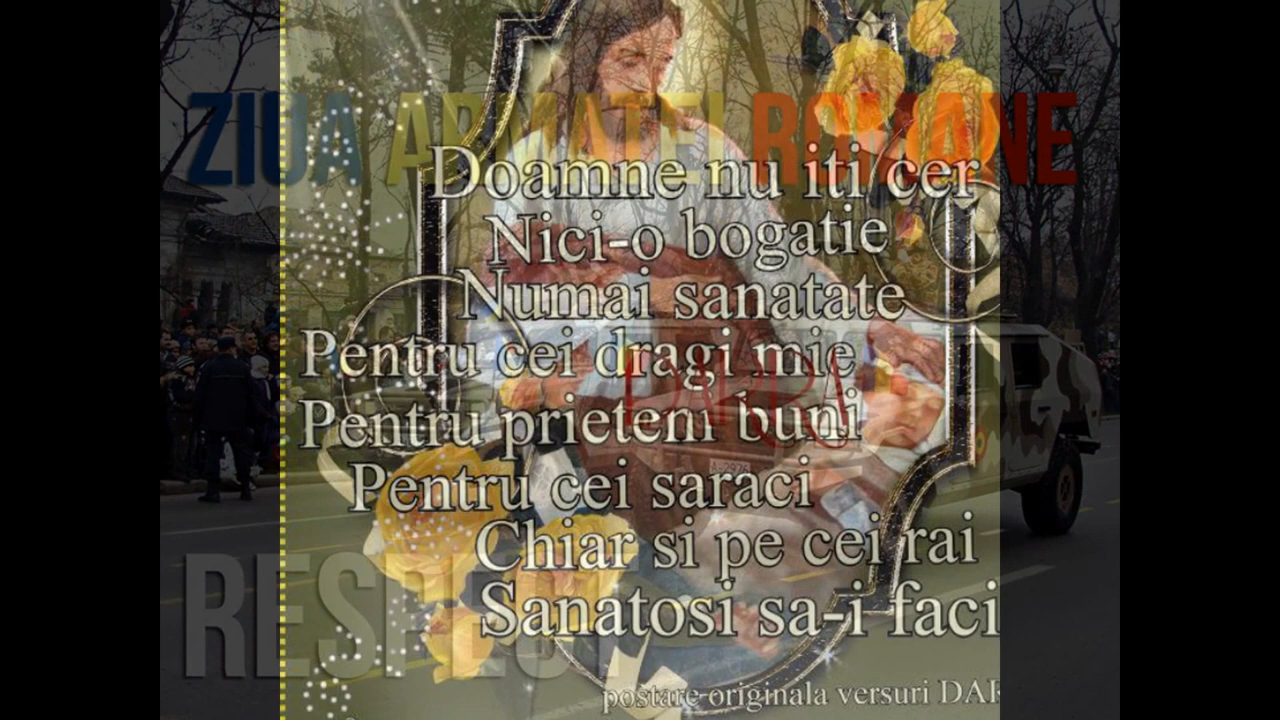 ZIUA ARMATEI ROMANE
Doamne nu iti cer
Nici-o bogatie
Numai sanatate
Pentru cei dragi mie
Pentru prieteni buni
Pentru cei saraci
Chiar si pe cei rai
Sanatosi sa-i faci
RESPECT
postare originala versuri DAR